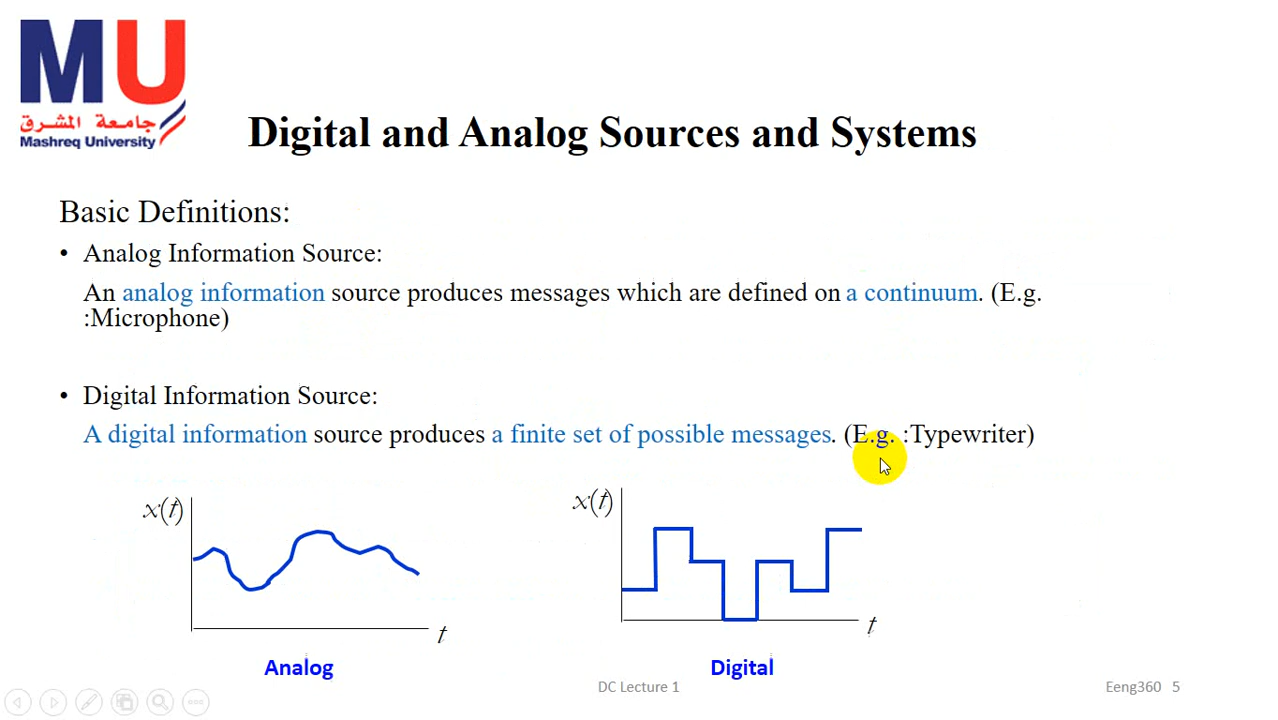 MU
جامعة المشرق
Mashreq University
Digital and Analog Sources and Systems
Basic Definitions:
• Analog Information Source:
An analog information source produces messages which are defined on a continuum. (E.g.
:Microphone)
• Digital Information Source:
A digital information source produces a finite set of possible messages. (E.g. :Typewriter)
x(t)
t
Analog
x(t)
t
Digital
DC Lecture 1
Eeng360 5